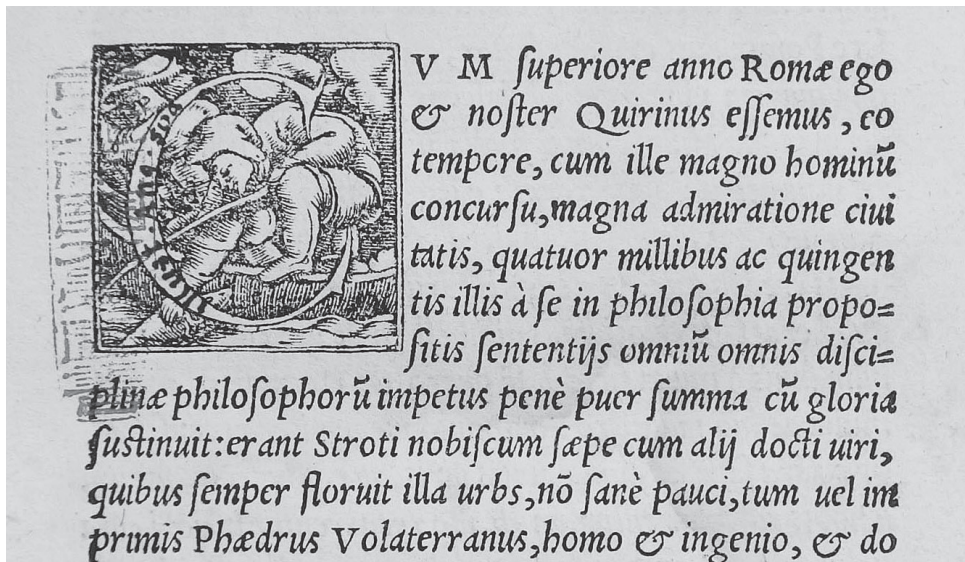 CVM ſuperiore anno Romæ ego
& noſter Quirinus eſſemus, eo
tempore, cum ille magno hominũ
concurſu, magna admiratione ciui
tatis, quatuor millibus ac quingen
tis illis à ſe in philoſophia propo=
ſitis ſententijs omniũ omnis diſci=
plinæ philoſophorũ impetus penè puer ſumma cũ gloria
ſuſtinuit: erant Stroti nobiſcum ſæpe cum alij docti uiri,
quibus ſemper floruit illa urbs, nõ ſanè pauci, tum uel im
primis Phædrus Volaterranus, homo & ingenio, & do